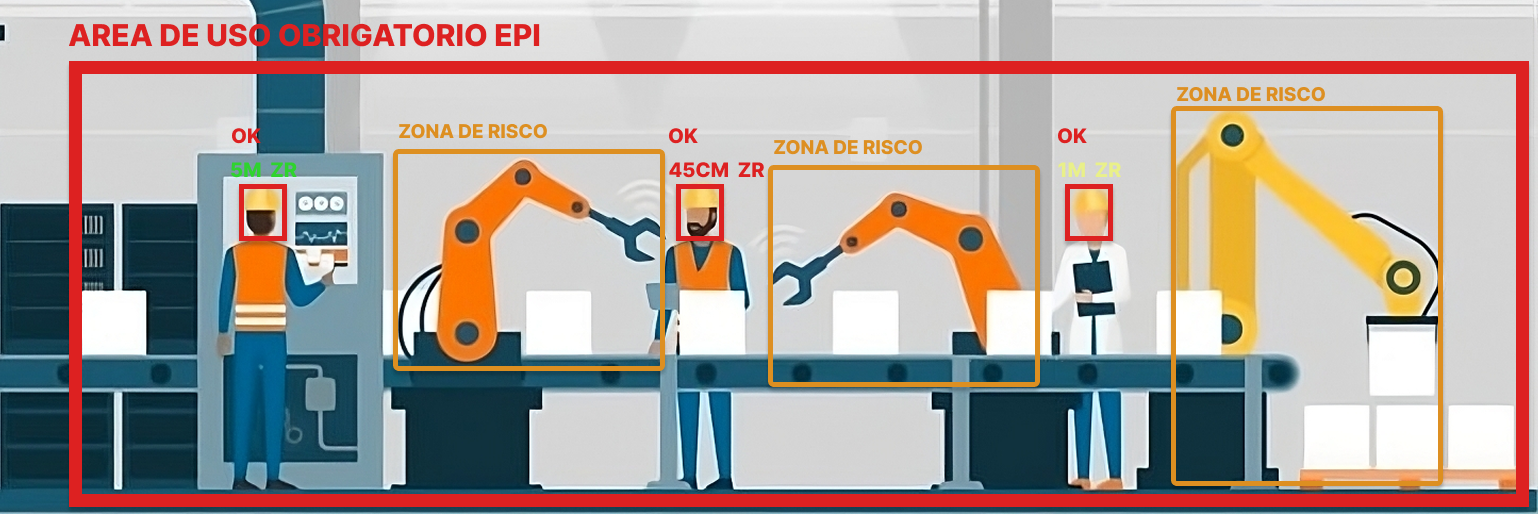 AREA DE USO OBRIGATORIO EPI
ZONA DE RISCO
OK
5M ZR
ZONA DE RISCO
OK
45CM ZR
ZONA DE RISCO
OK
1M ZR